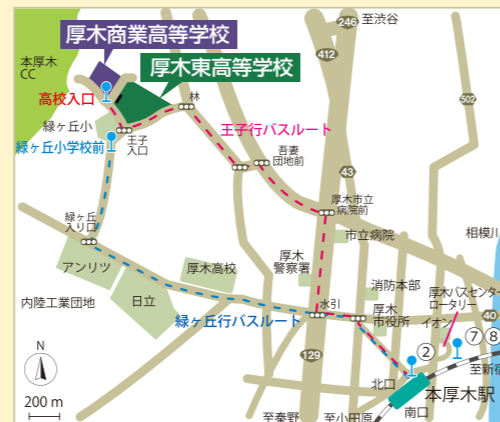 厚木商業高等学校
厚木東高等学校
本厚木
CC
高校入口
緑ヶ丘小
緑ヶ丘小学校前
王子
入口
林
王子行バスルート
吾妻
団地前
246
至渋谷
412
502
43
厚木市立
病院前
市立病院
相模川
緑ヶ丘
入り口
アンリツ
厚木高校
厚木
警察署
消防本部
厚木バスセンター
ロータリー
内陸工業団地
日立
緑ヶ丘行バスルート
水引
厚木
市役所
イオン
40
129
②
⑦⑧
至新宿
北口
本厚木駅
南口
至秦野
至小田原
N
200 m